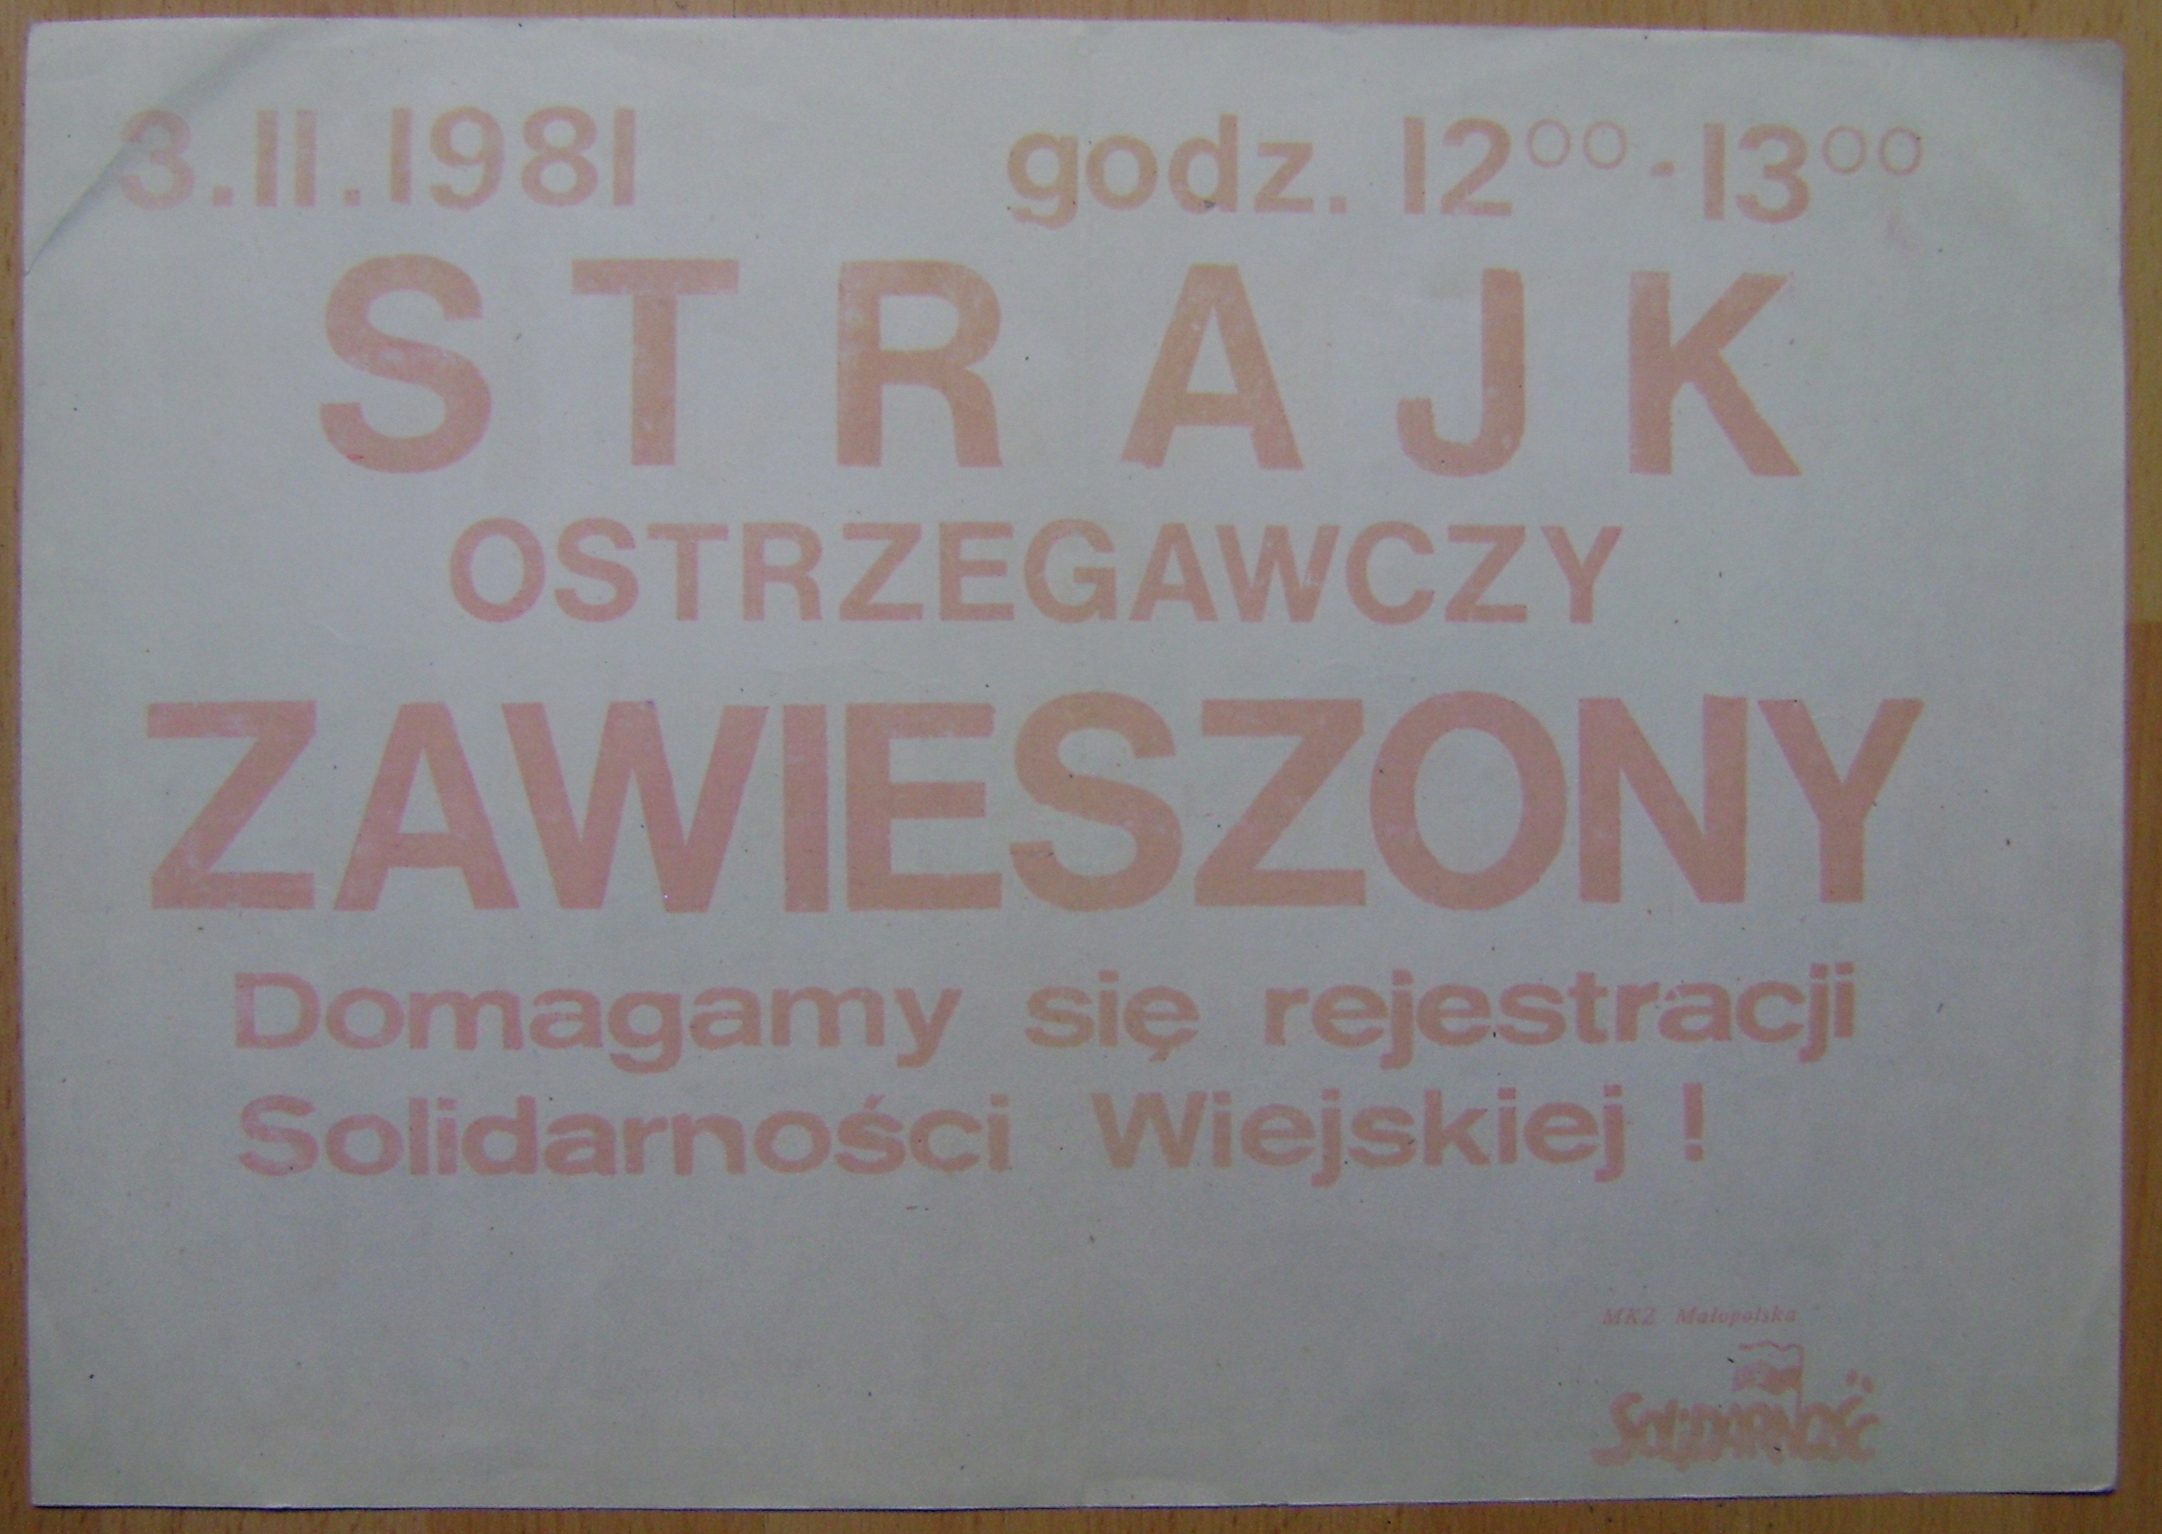 3.II.1981 godz. 12⁰⁰-13⁰⁰
STRAJK
OSTRZEGAWCZY
ZAWIESZONY
Domagamy się rejestracji
Solidarności Wiejskiej !
MKZ Małopolska
SOLIDARNOŚĆ